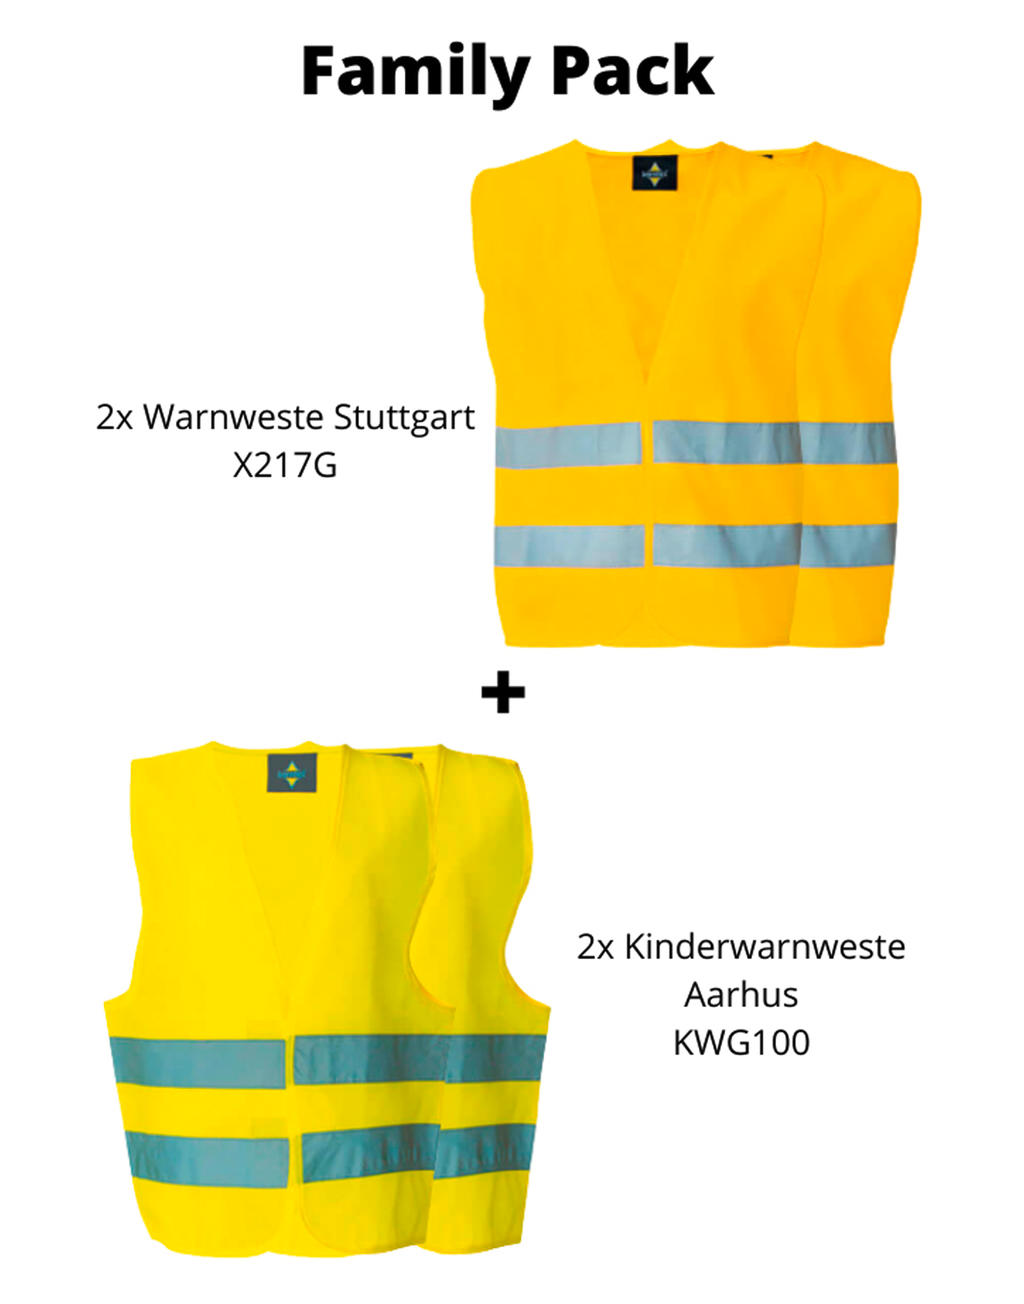 Family Pack
2x Warnweste Stuttgart
X217G
+
2x Kinderwarnweste
Aarhus
KWG100